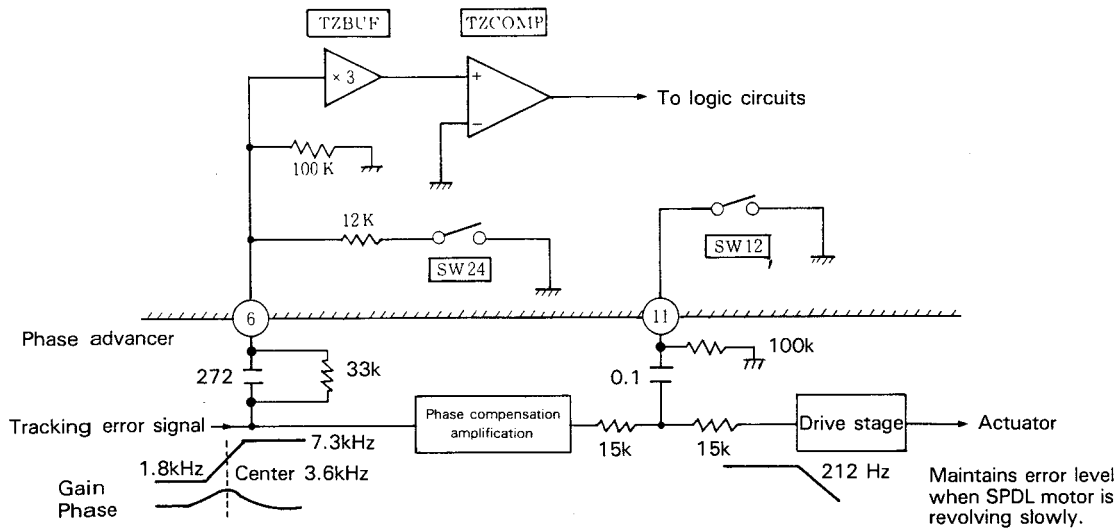 TZBUF
TZCOMP
× 3
+
−
To logic circuits
100 K
12 K
SW24
SW12
6
11
Phase advancer
272
33k
100k
0.1
Tracking error signal
Phase compensation
amplification
15k
15k
Drive stage
Actuator
7.3kHz
1.8kHz
Center 3.6kHz
212 Hz
Gain
Phase
Maintains error level
when SPDL motor is
revolving slowly.